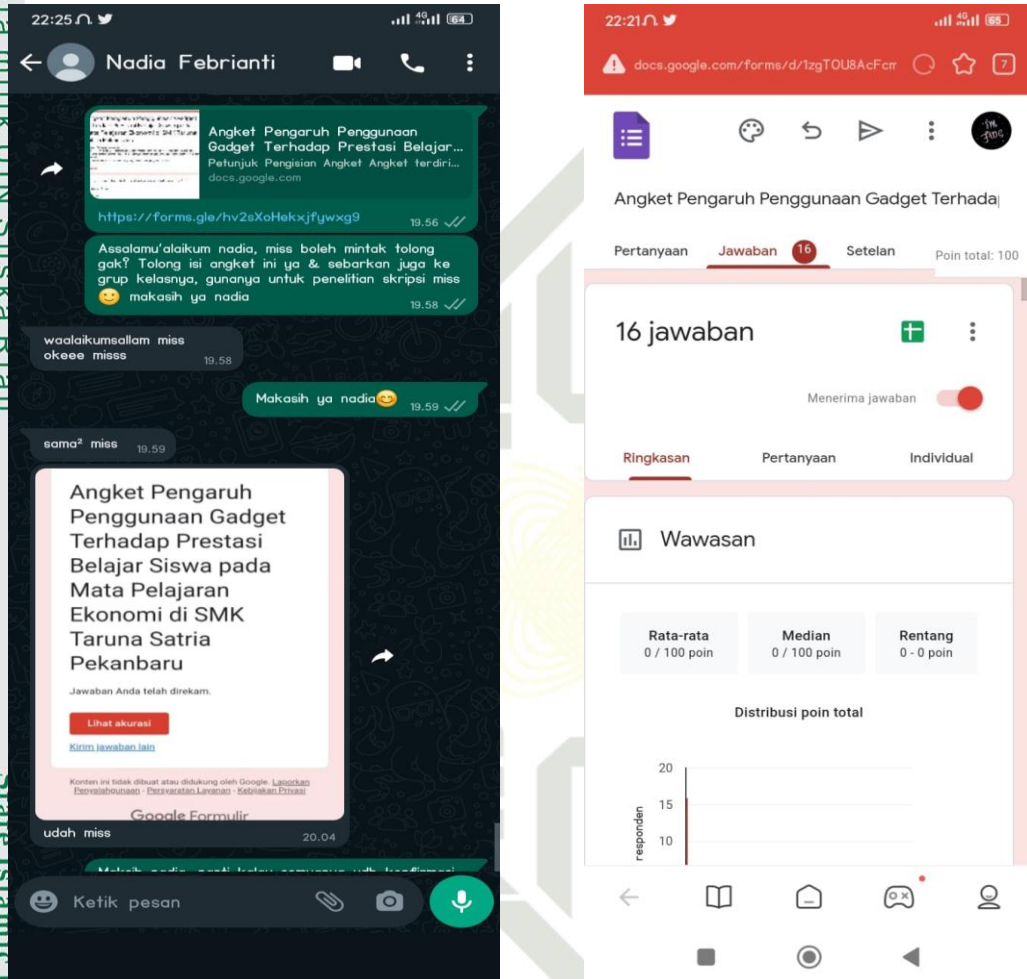 22:25
4G
64
Nadia Febrianti
Angket Pengaruh Penggunaan
Gadget Terhadap Prestasi Belajar...
Petunjuk Pengisian Angket Angket terdiri...
docs.google.com
https://forms.gle/hv2sXoHekxjfywxg9
19.56
Assalamu'alaikum nadia, miss boleh mintak tolong
gak? Tolong isi angket ini ya & sebarkan juga ke
grup kelasnya, gunanya untuk penelitian skripsi miss
makasih ya nadia
19.58
waalaikumsallam miss
okeee misss
19.58
Makasih ya nadia
19.59
sama² miss
19.59
Angket Pengaruh
Penggunaan Gadget
Terhadap Prestasi
Belajar Siswa pada
Mata Pelajaran
Ekonomi di SMK
Taruna Satria
Pekanbaru
Jawaban Anda telah direkam.
Lihat akurasi
Kirim jawaban lain
Konten ini tidak dibuat atau didukung oleh Google. Laporkan
Penyalahgunaan - Persyaratan Layanan - Kebijakan Privasi
Google Formulir
udah miss
20.04
Ketik pesan
22:21
4G
65
docs.google.com/forms/d/1zgTOU8AcFcm
7
Angket Pengaruh Penggunaan Gadget Terhada
Pertanyaan
Jawaban 16
Setelan
Poin total: 100
16 jawaban
Menerima jawaban
Ringkasan
Pertanyaan
Individual
Wawasan
Rata-rata
0 / 100 poin
Median
0 / 100 poin
Rentang
0 - 0 poin
Distribusi poin total
20
15
10
responden